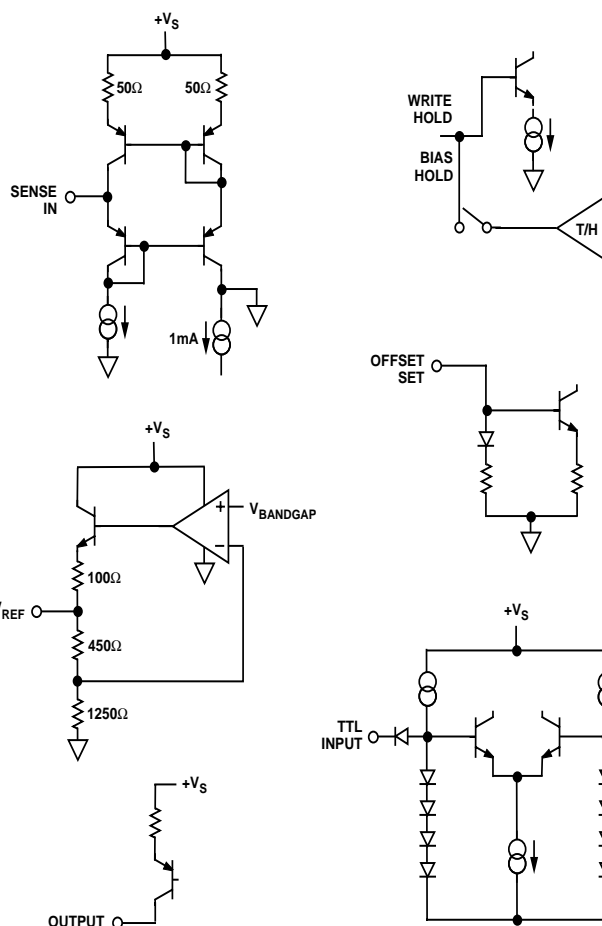 +VS
50Ω
50Ω
SENSE
IN
1mA
WRITE
HOLD
BIAS
HOLD
T/H
OFFSET
SET
+VS
+
VBANDGAP
−
100Ω
REF
450Ω
1250Ω
+VS
TTL
INPUT
+VS
OUTPUT